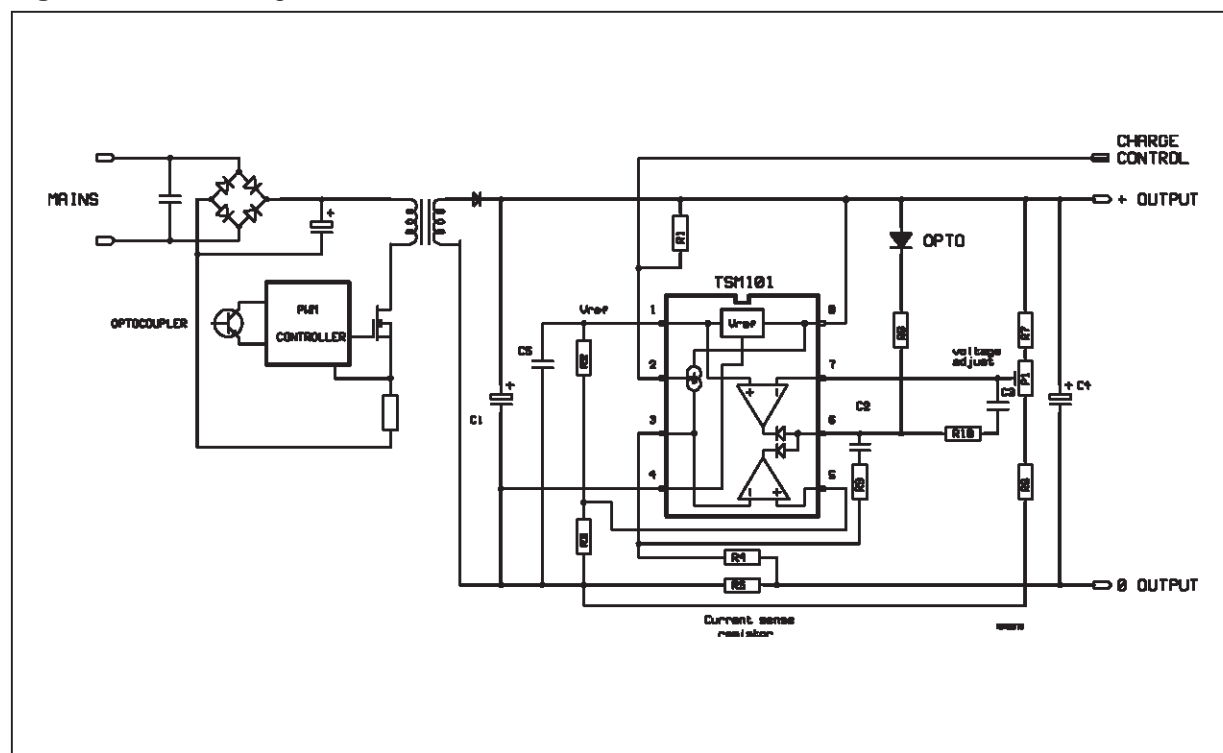 CHARGE
CONTROL
MAINS
+
+ OUTPUT
R1
OPTO
TSM101
OPTOCOUPLER
PWM
CONTROLLER
Vref
1
Vref
8
R2
R6
R7
C5
2
7
voltage
adjust
P1
+
C1
+
-
C3
+
C4
3
C2
6
R10
4
5
R9
R8
-
+
R3
R4
R5
0 OUTPUT
Current sense
resistor